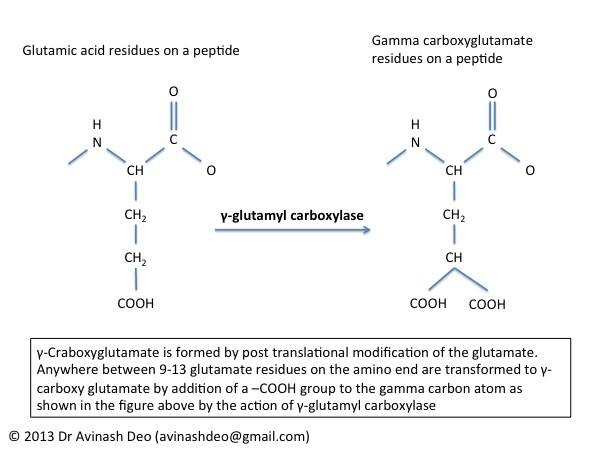 Glutamic acid residues on a peptide
Gamma carboxyglutamate
residues on a peptide
O
H
N
C
CH
O
CH₂
CH₂
COOH
γ-glutamyl carboxylase
O
H
N
C
CH
O
CH₂
CH
COOH COOH
γ-Craboxyglutamate is formed by post translational modification of the glutamate.
Anywhere between 9-13 glutamate residues on the amino end are transformed to γ-
carboxy glutamate by addition of a –COOH group to the gamma carbon atom as
shown in the figure above by the action of γ-glutamyl carboxylase
© 2013 Dr Avinash Deo (avinashdeo@gmail.com)